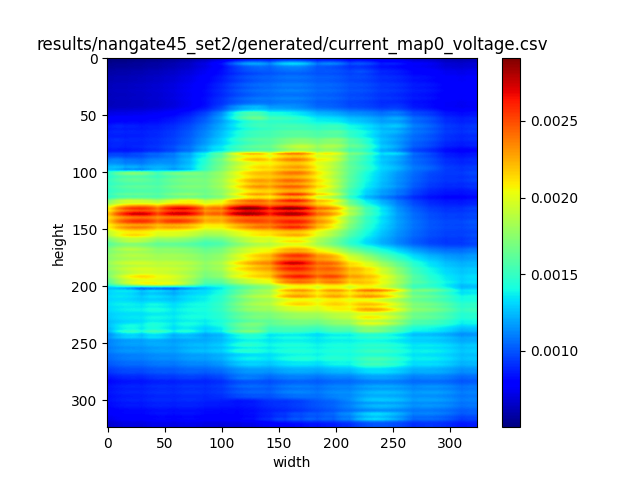 results/nangate45_set2/generated/current_map0_voltage.csv
0
50
100
150
200
250
300
height
0 50 100 150 200 250 300
width
0.0025
0.0020
0.0015
0.0010